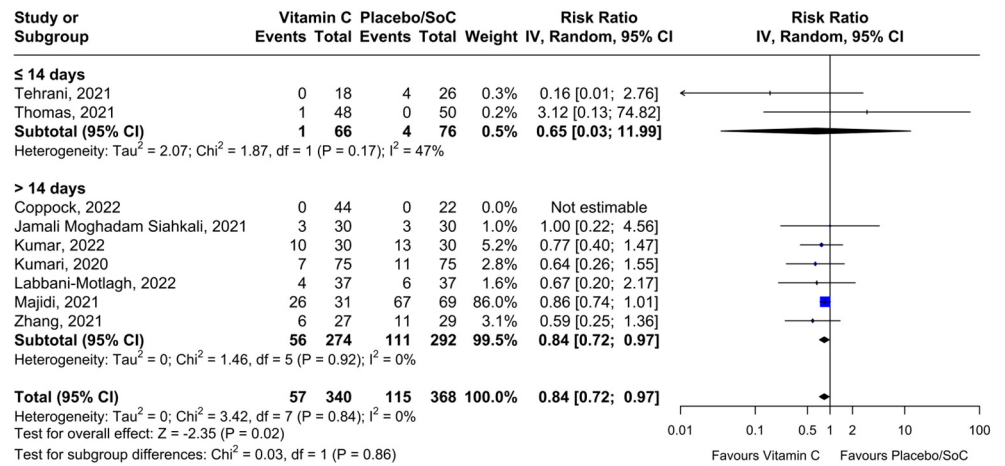 Study or Vitamin C Placebo/SoC Risk Ratio Risk Ratio
Subgroup Events Total Events Total Weight IV, Random, 95% CI IV, Random, 95% CI
≤ 14 days
Tehrani, 2021 0 18 4 26 0.3% 0.16 [0.01; 2.76]
Thomas, 2021 1 48 0 50 0.2% 3.12 [0.13; 74.82]
Subtotal (95% CI) 1 66 4 76 0.5% 0.65 [0.03; 11.99]
Heterogeneity: Tau² = 2.07; Chi² = 1.87, df = 1 (P = 0.17); I² = 47%
> 14 days
Coppock, 2022 0 44 0 22 0.0% Not estimable
Jamali Moghadam Siahkali, 2021 3 30 3 30 1.0% 1.00 [0.22; 4.56]
Kumar, 2022 10 30 13 30 5.2% 0.77 [0.40; 1.47]
Kumari, 2020 7 75 11 75 2.8% 0.64 [0.26; 1.55]
Labbani-Motlagh, 2022 4 37 6 37 1.6% 0.67 [0.20; 2.17]
Majidi, 2021 26 31 67 69 86.0% 0.86 [0.74; 1.01]
Zhang, 2021 6 27 11 29 3.1% 0.59 [0.25; 1.36]
Subtotal (95% CI) 56 274 111 292 99.5% 0.84 [0.72; 0.97]
Heterogeneity: Tau² = 0; Chi² = 1.46, df = 5 (P = 0.92); I² = 0%
Total (95% CI) 57 340 115 368 100.0% 0.84 [0.72; 0.97]
Heterogeneity: Tau² = 0; Chi² = 3.42, df = 7 (P = 0.84); I² = 0%
Test for overall effect: Z = -2.35 (P = 0.02)
Test for subgroup differences: Chi² = 0.03, df = 1 (P = 0.86)
0.01 0.1 0.5 1 2 10 100
Favours Vitamin C Favours Placebo/SoC